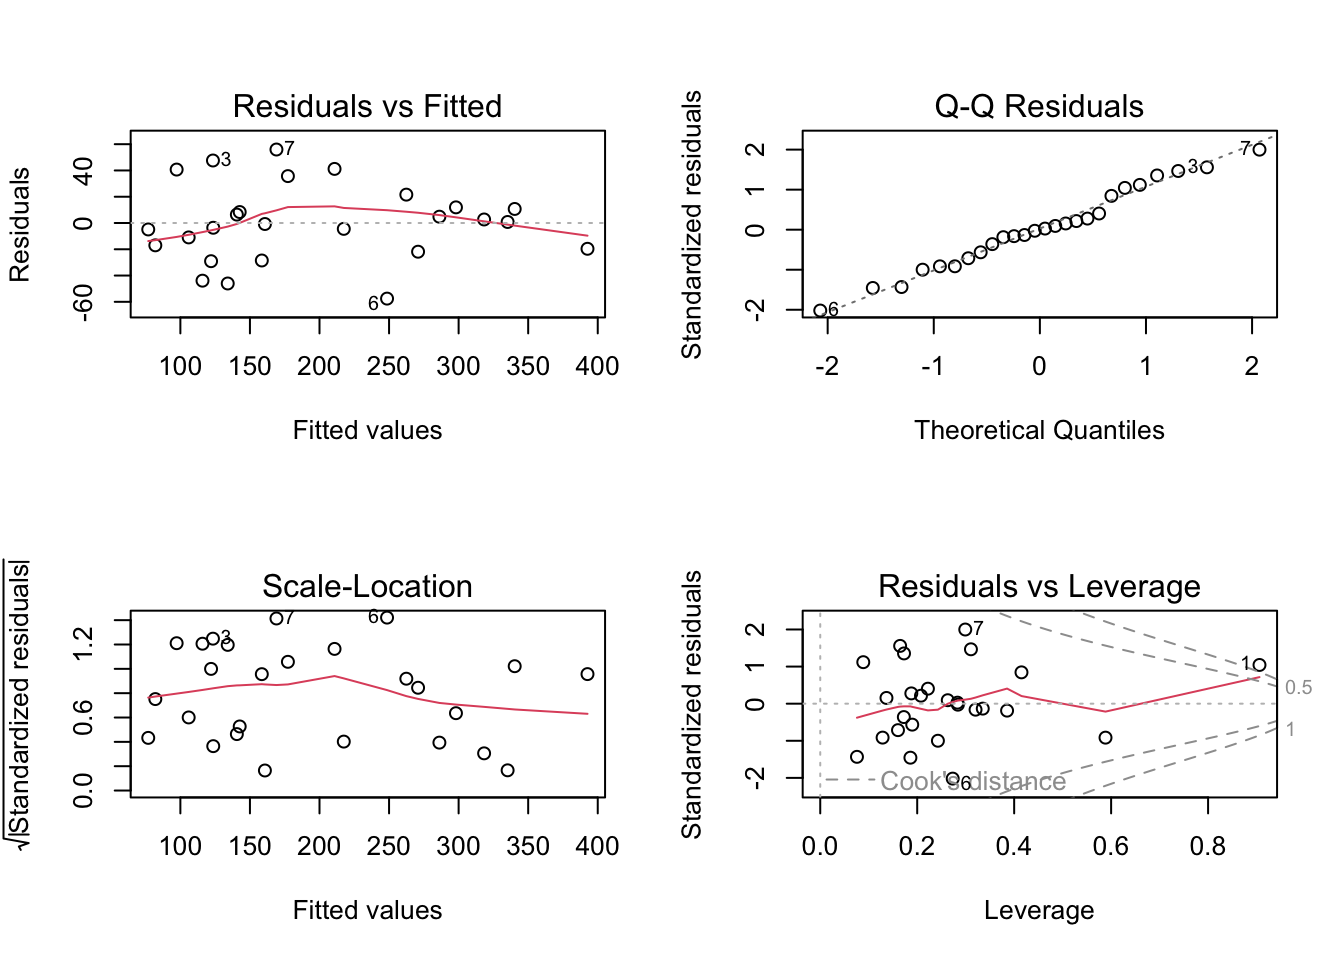 Residuals vs Fitted
Residuals
40
0
-60
3
7
6
100 150 200 250 300 350 400
Fitted values
Q-Q Residuals
Standardized residuals
2
1
0
-2
7
3
6
-2 -1 0 1 2
Theoretical Quantiles
Scale-Location
√|Standardized residuals|
1.2
0.6
0.0
3
7
6
100 150 200 250 300 350 400
Fitted values
Residuals vs Leverage
Standardized residuals
2
1
0
-2
7
1
6
0.5
1
Cook's distance
0.0 0.2 0.4 0.6 0.8
Leverage